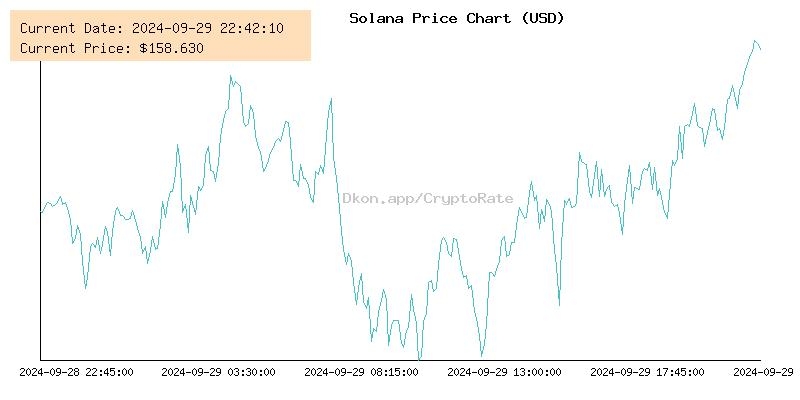 Solana Price Chart (USD)
Current Date: 2024-09-29 22:42:10
Current Price: $158.630
Dkon.app/CryptoRate
2024-09-28 22:45:00 2024-09-29 03:30:00 2024-09-29 08:15:00 2024-09-29 13:00:00 2024-09-29 17:45:00 2024-09-29